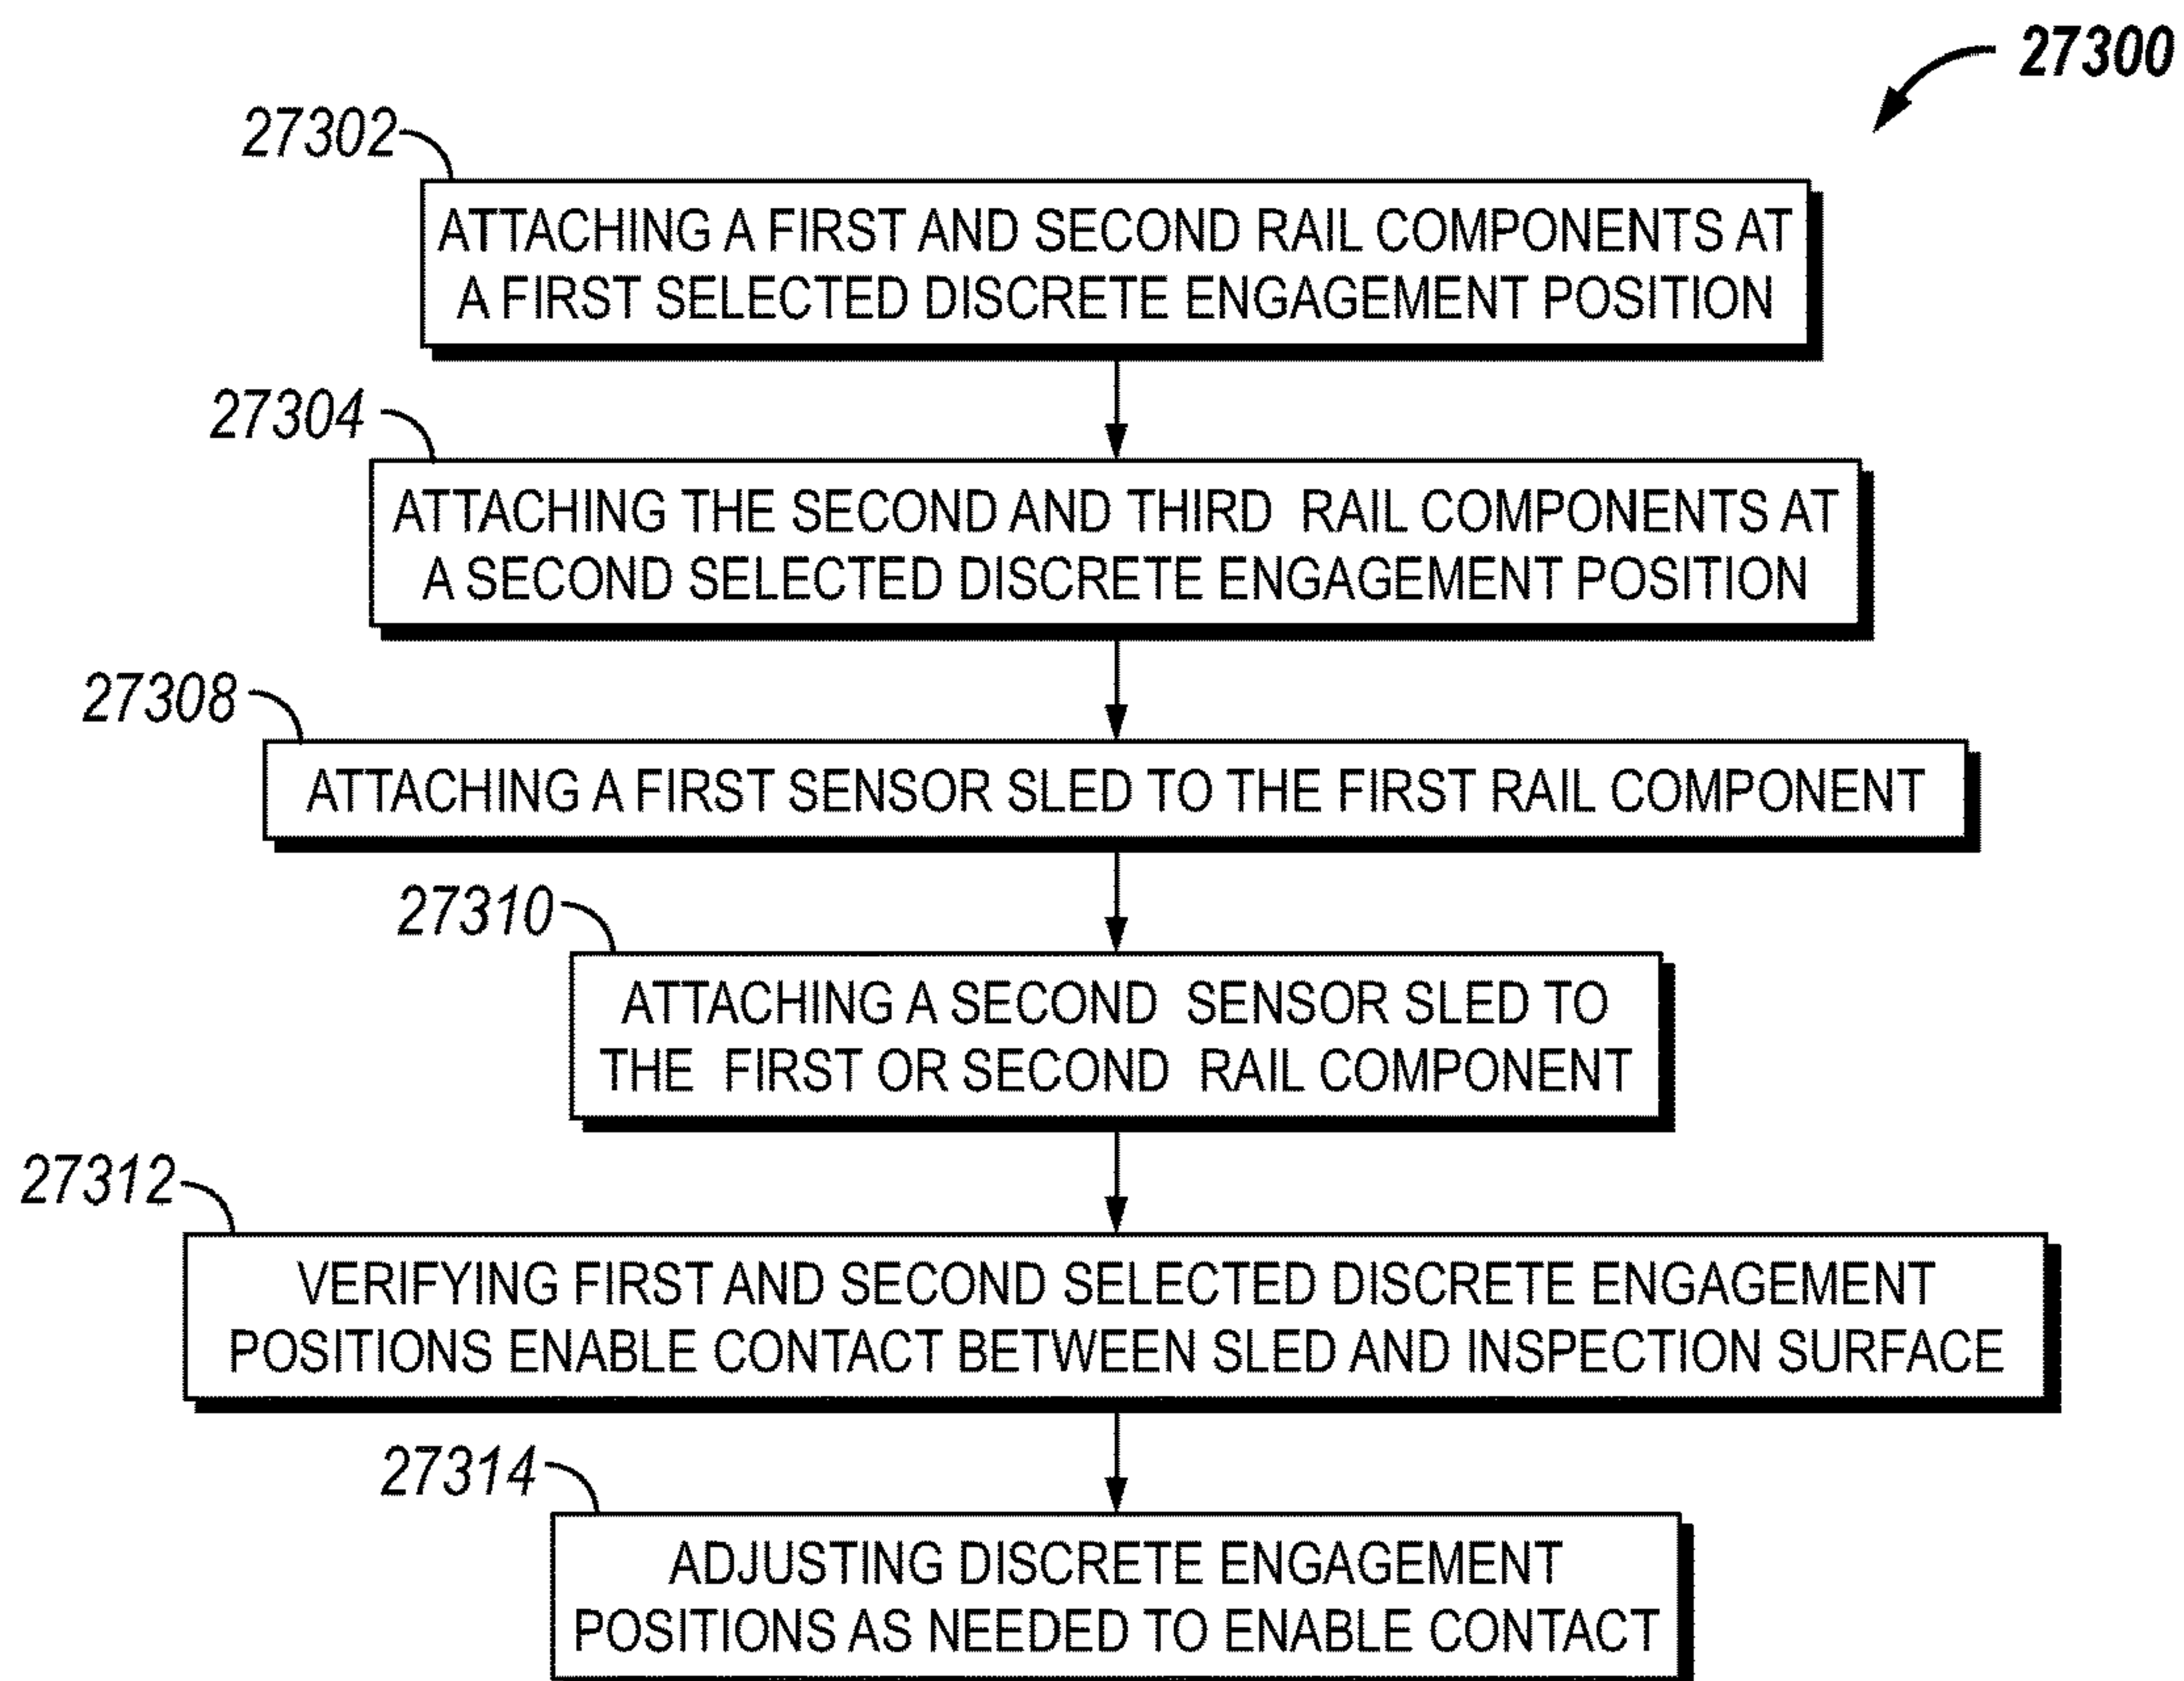 27300
27302
ATTACHING A FIRST AND SECOND RAIL COMPONENTS AT
A FIRST SELECTED DISCRETE ENGAGEMENT POSITION
27304
ATTACHING THE SECOND AND THIRD RAIL COMPONENTS AT
A SECOND SELECTED DISCRETE ENGAGEMENT POSITION
27308
ATTACHING A FIRST SENSOR SLED TO THE FIRST RAIL COMPONENT
27310
ATTACHING A SECOND SENSOR SLED TO
THE FIRST OR SECOND RAIL COMPONENT
27312
VERIFYING FIRST AND SECOND SELECTED DISCRETE ENGAGEMENT
POSITIONS ENABLE CONTACT BETWEEN SLED AND INSPECTION SURFACE
27314
ADJUSTING DISCRETE ENGAGEMENT
POSITIONS AS NEEDED TO ENABLE CONTACT